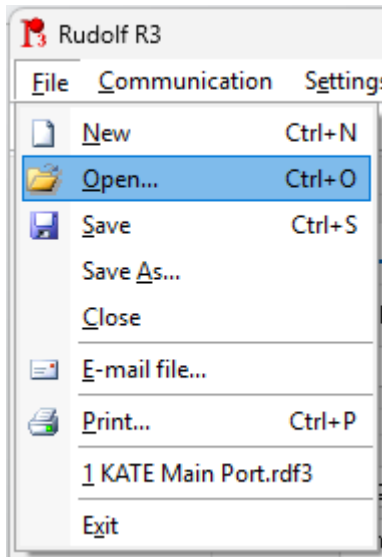 Rudolf R3
File Communication Settings
New Ctrl+N
Open... Ctrl+O
Save Ctrl+S
Save As...
Close
E-mail file...
Print... Ctrl+P
1 KATE Main Port.rdf3
Exit